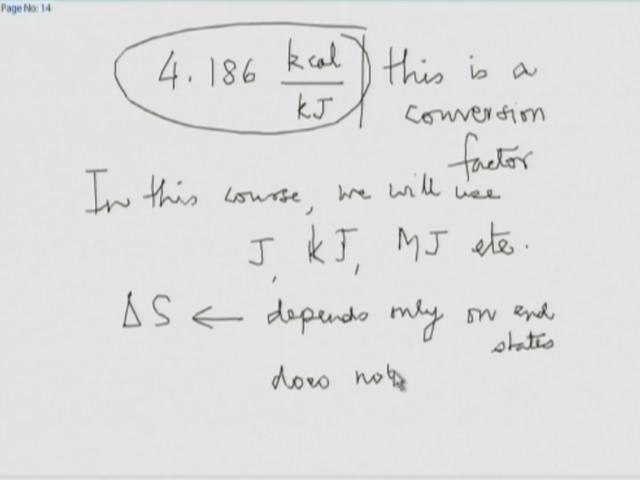 Page No: 14
4.186 kcal/kJ this is a
conversion
factor
In this course, we will use
J, kJ, MJ etc.
ΔS ← depends only on end
states
does not